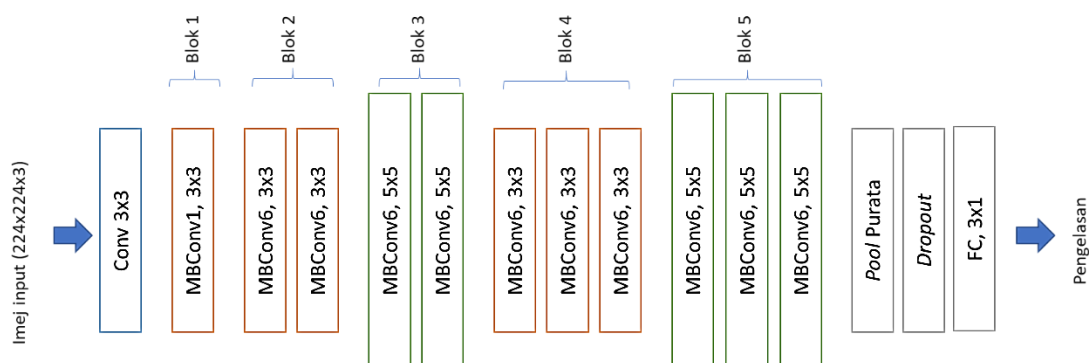 Blok 1
Blok 2
Blok 3
Blok 4
Blok 5
Imej input (224x224x3)
Conv 3x3
MBConv1, 3x3
MBConv6, 3x3
MBConv6, 3x3
MBConv6, 5x5
MBConv6, 5x5
MBConv6, 3x3
MBConv6, 3x3
MBConv6, 3x3
MBConv6, 5x5
MBConv6, 5x5
MBConv6, 5x5
Pool Purata
Dropout
FC, 3x1
Pengelasan